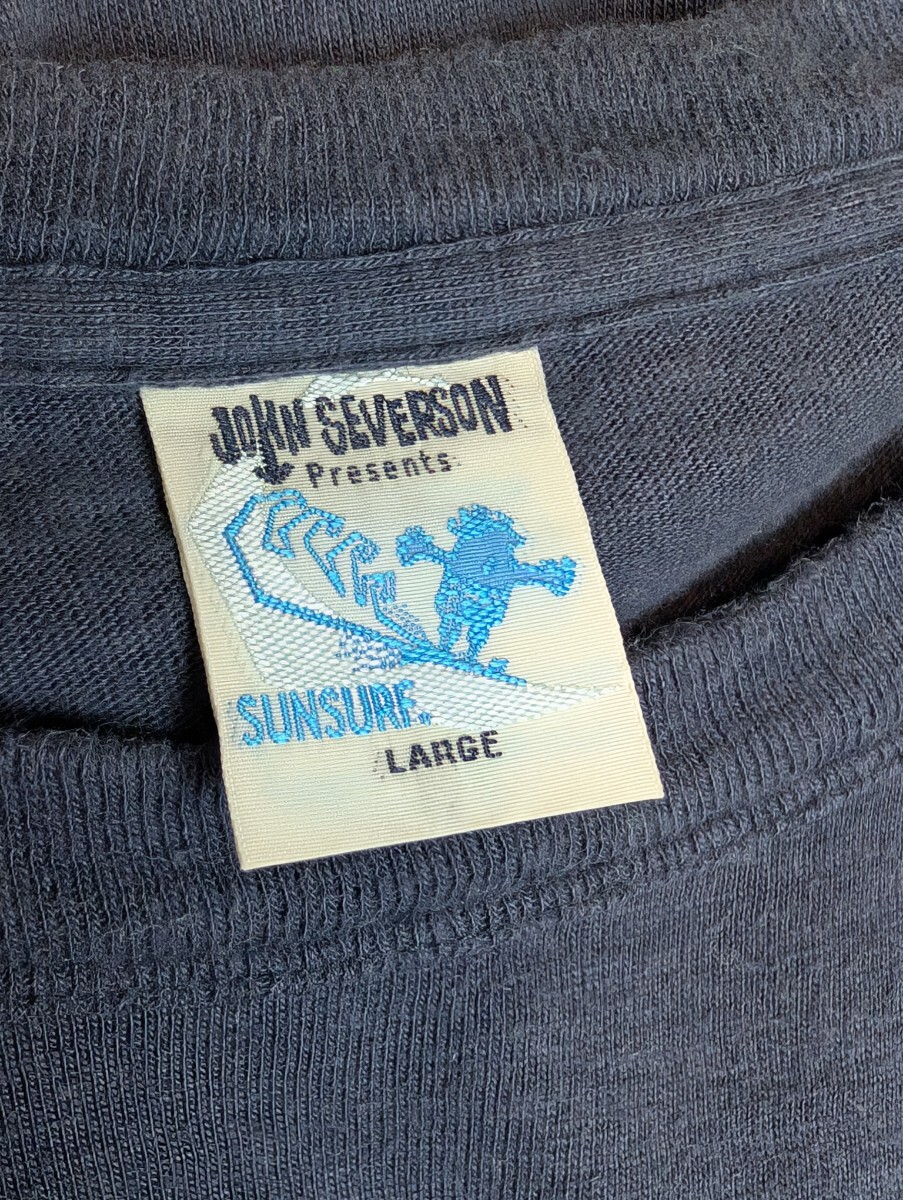 JOHN SEVERSON
Presents
SUNSURF.
LARGE